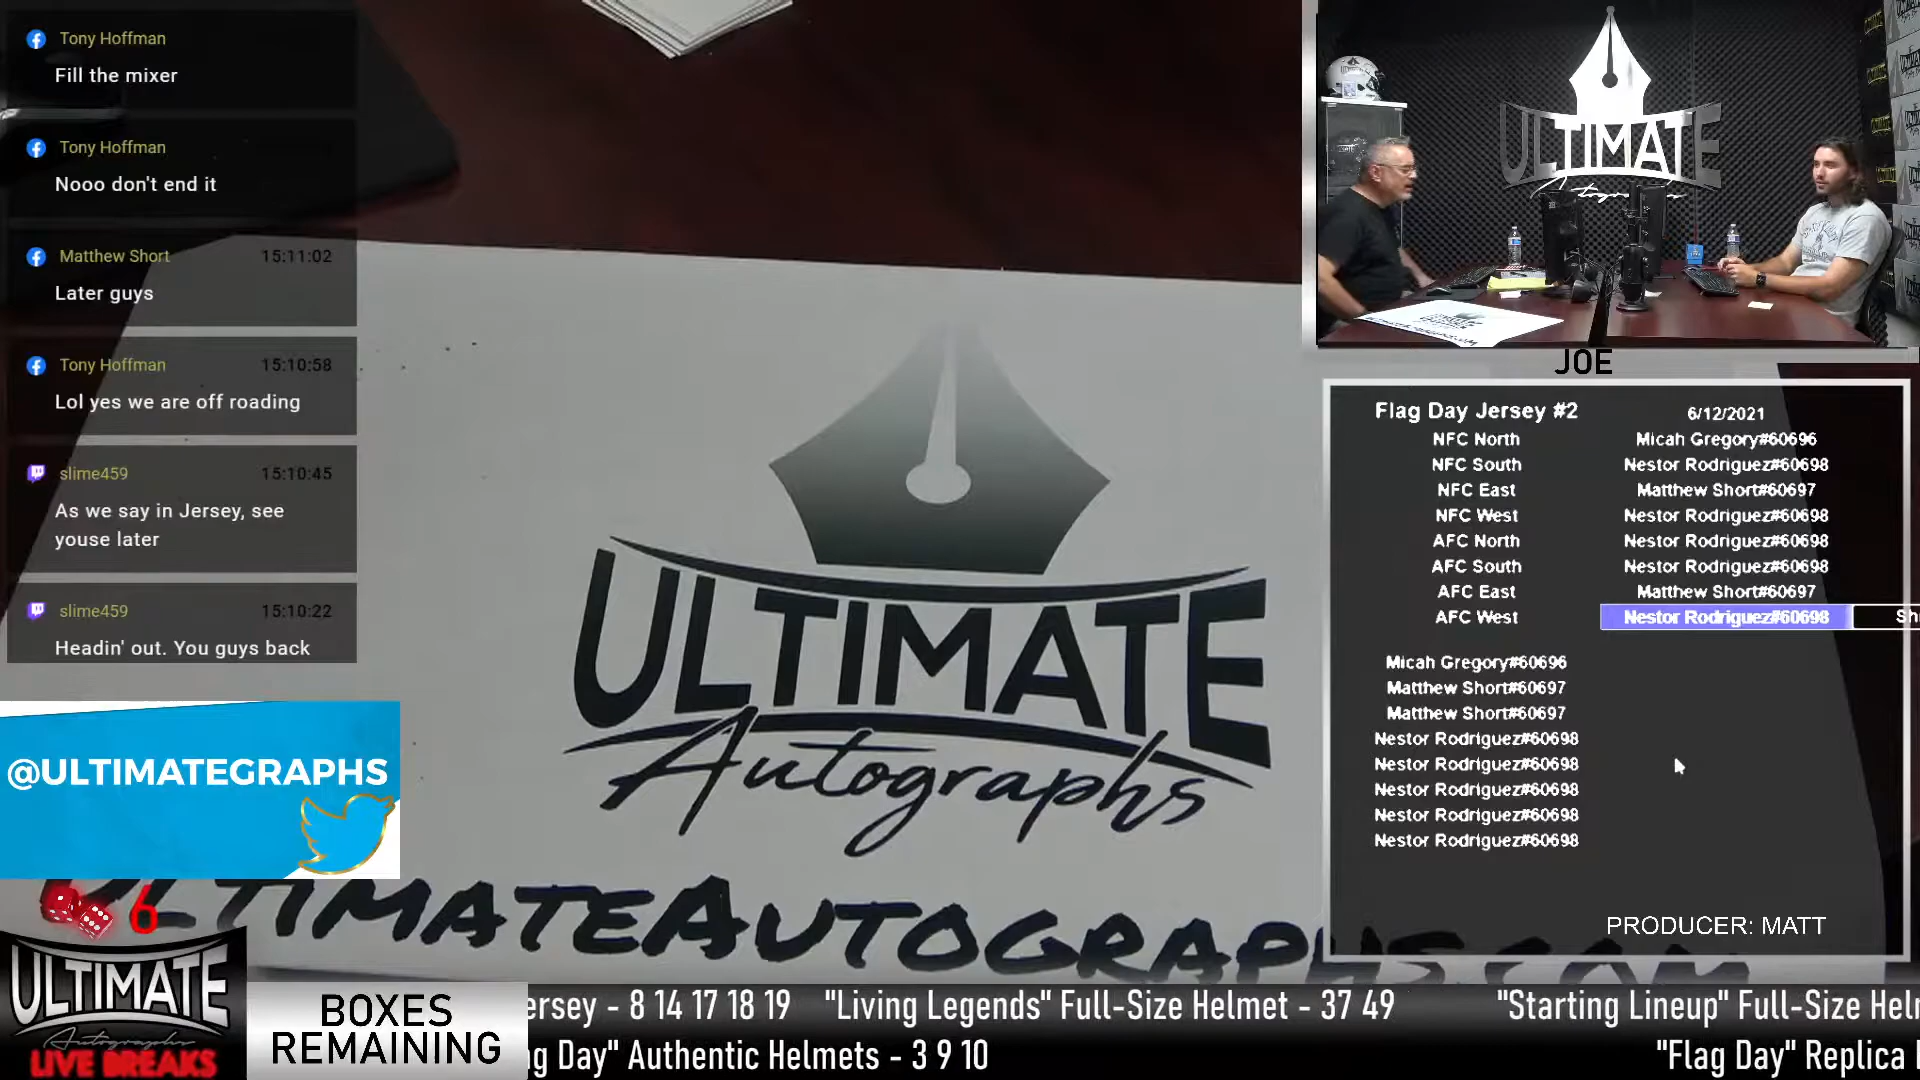 Tony Hoffman
Fill the mixer
Tony Hoffman
Nooo don't end it
Matthew Short 15:11:02
Later guys
Tony Hoffman 15:10:58
Lol yes we are off roading
slime459 15:10:45
As we say in Jersey, see
youse later
slime459 15:10:22
Headin' out. You guys back
@ULTIMATEGRAPHS
6
ULTIMATE
Autographs
LIVE BREAKS
BOXES
REMAINING
ULTIMATE
Autographs
ULTIMATEAUTOGRAPHS.COM
ULTIMATE
Autographs
JOE
Flag Day Jersey #2 6/12/2021
NFC North Micah Gregory#60696
NFC South Nestor Rodriguez#60698
NFC East Matthew Short#60697
NFC West Nestor Rodriguez#60698
AFC North Nestor Rodriguez#60698
AFC South Nestor Rodriguez#60698
AFC East Matthew Short#60697
AFC West Nestor Rodriguez#60698 Sh
Micah Gregory#60696
Matthew Short#60697
Matthew Short#60697
Nestor Rodriguez#60698
Nestor Rodriguez#60698
Nestor Rodriguez#60698
Nestor Rodriguez#60698
Nestor Rodriguez#60698
PRODUCER: MATT
ersey - 8 14 17 18 19 "Living Legends" Full-Size Helmet - 37 49 "Starting Lineup" Full-Size Hel
g Day" Authentic Helmets - 3 9 10 "Flag Day" Replica